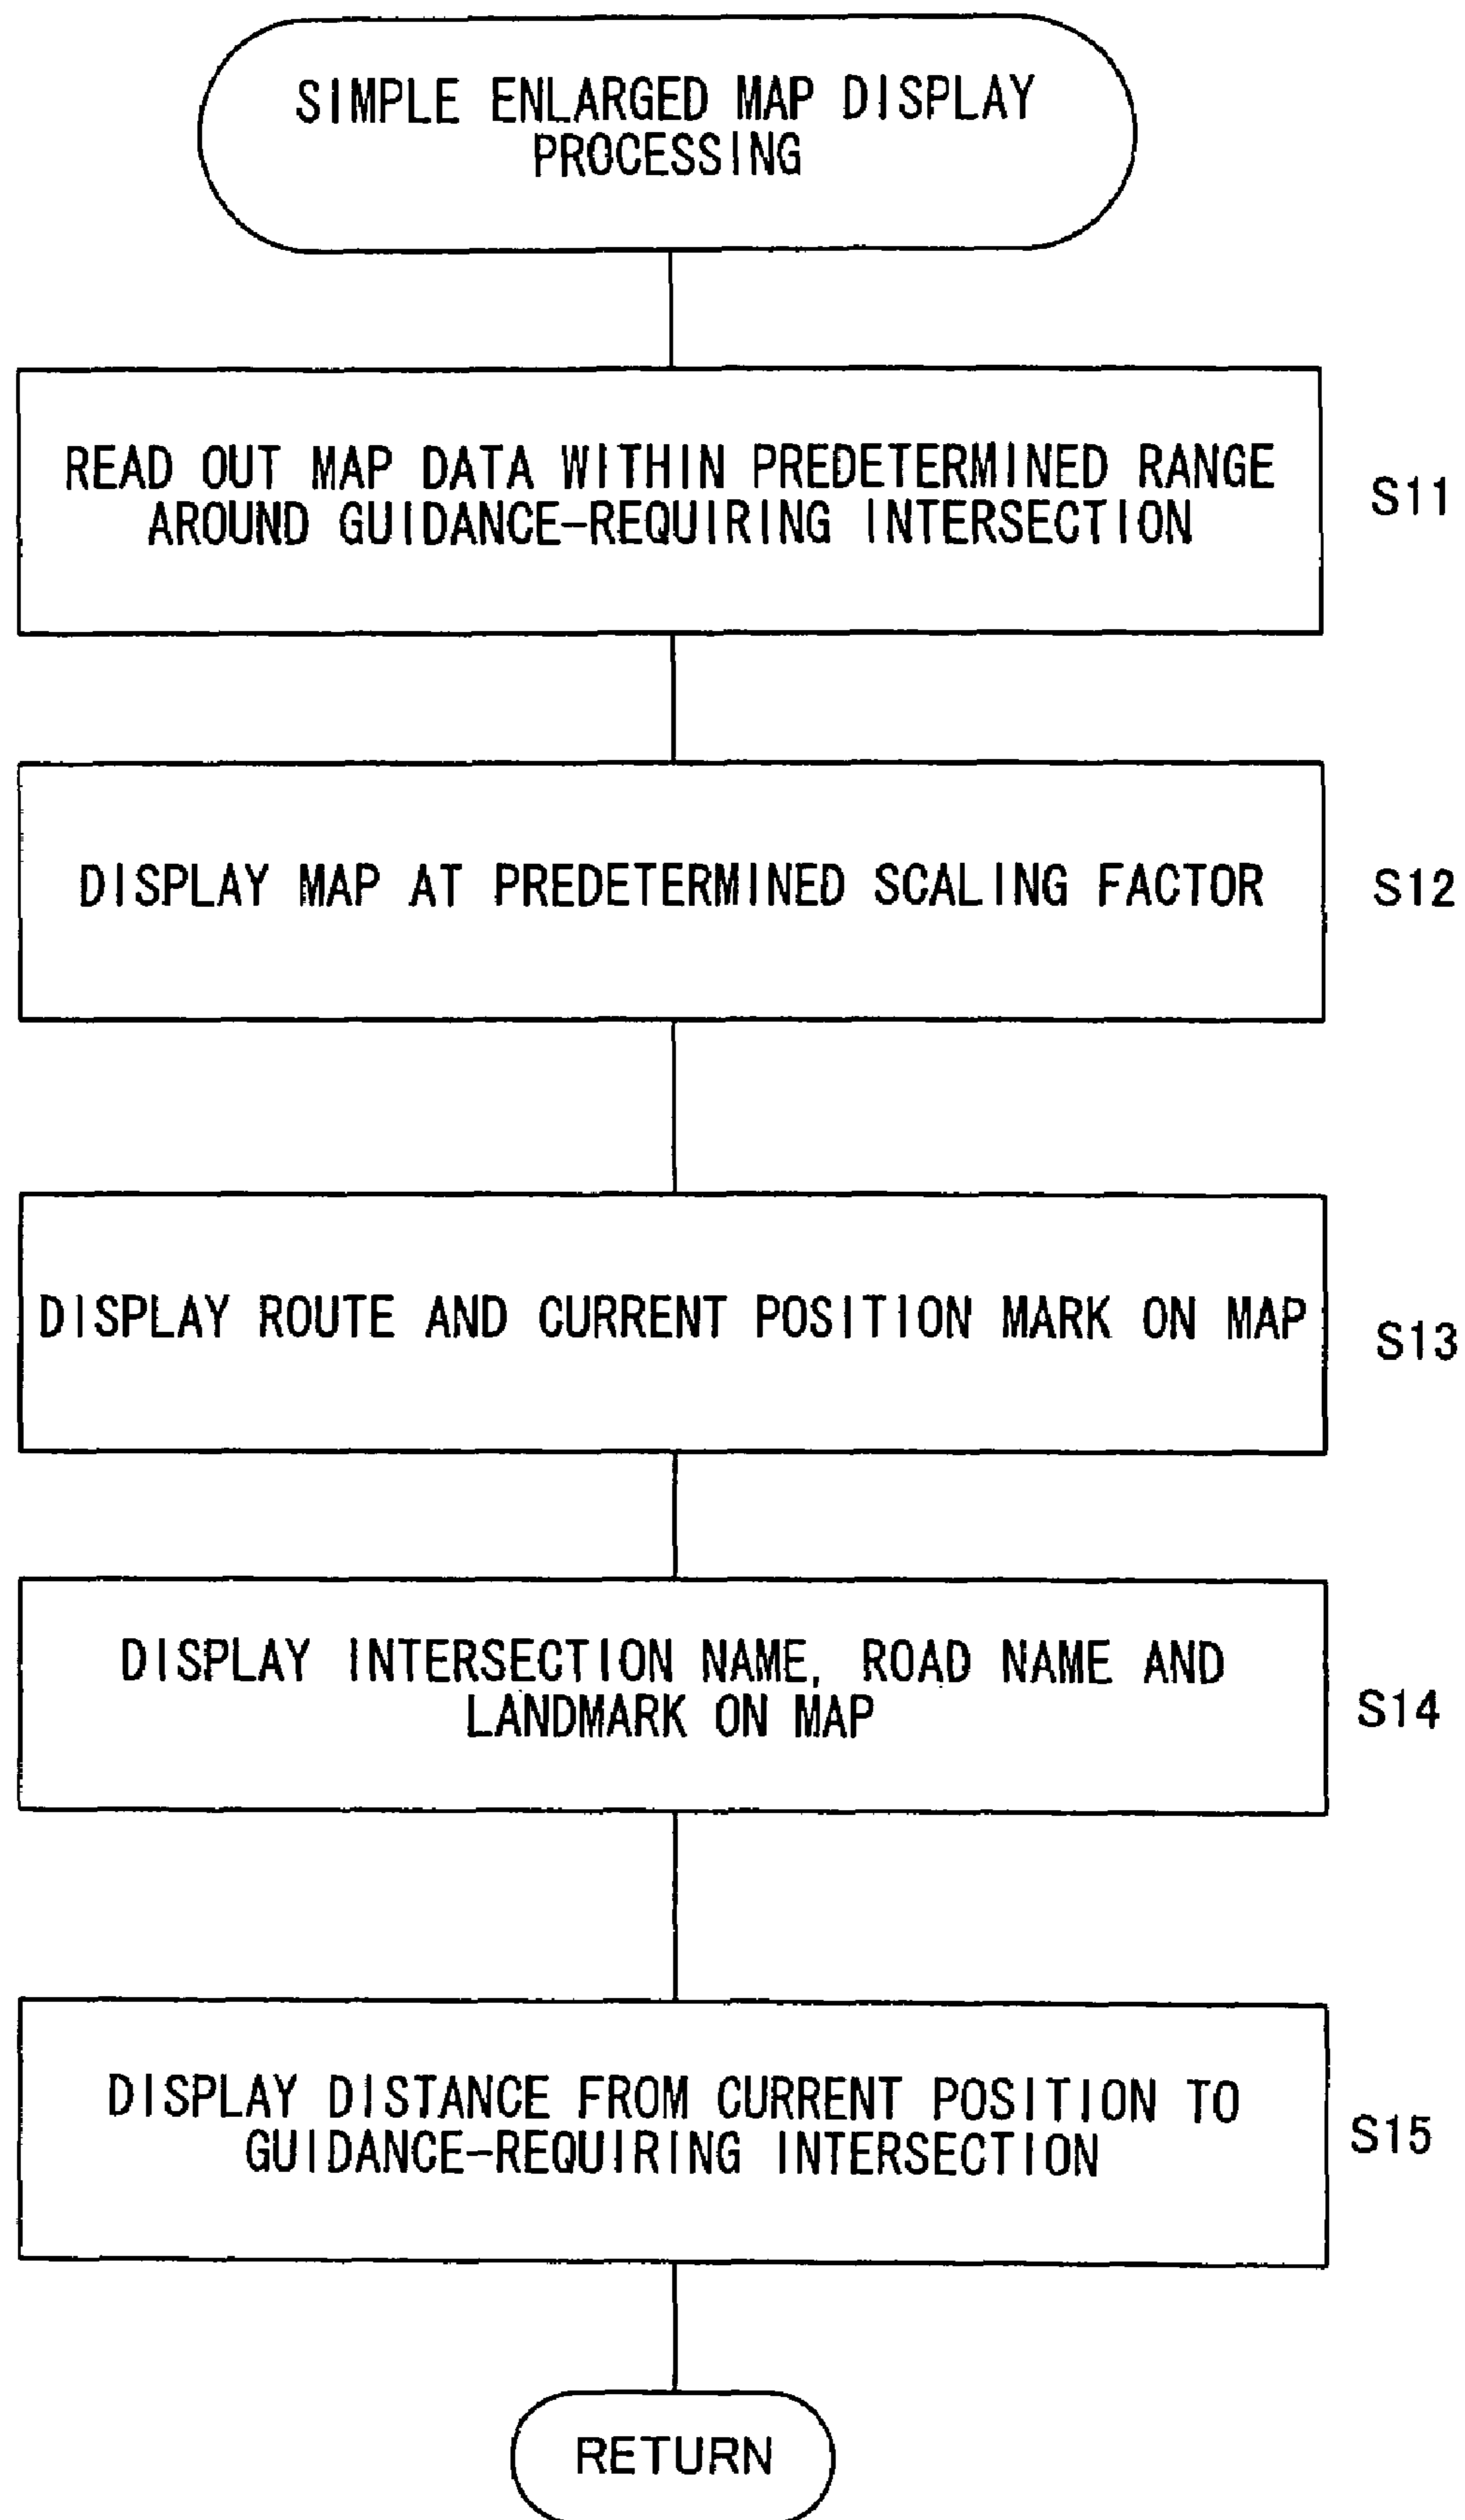 SIMPLE ENLARGED MAP DISPLAY
PROCESSING
READ OUT MAP DATA WITHIN PREDETERMINED RANGE
AROUND GUIDANCE-REQUIRING INTERSECTION
S11
DISPLAY MAP AT PREDETERMINED SCALING FACTOR
S12
DISPLAY ROUTE AND CURRENT POSITION MARK ON MAP
S13
DISPLAY INTERSECTION NAME, ROAD NAME AND
LANDMARK ON MAP
S14
DISPLAY DISTANCE FROM CURRENT POSITION TO
GUIDANCE-REQUIRING INTERSECTION
S15
RETURN